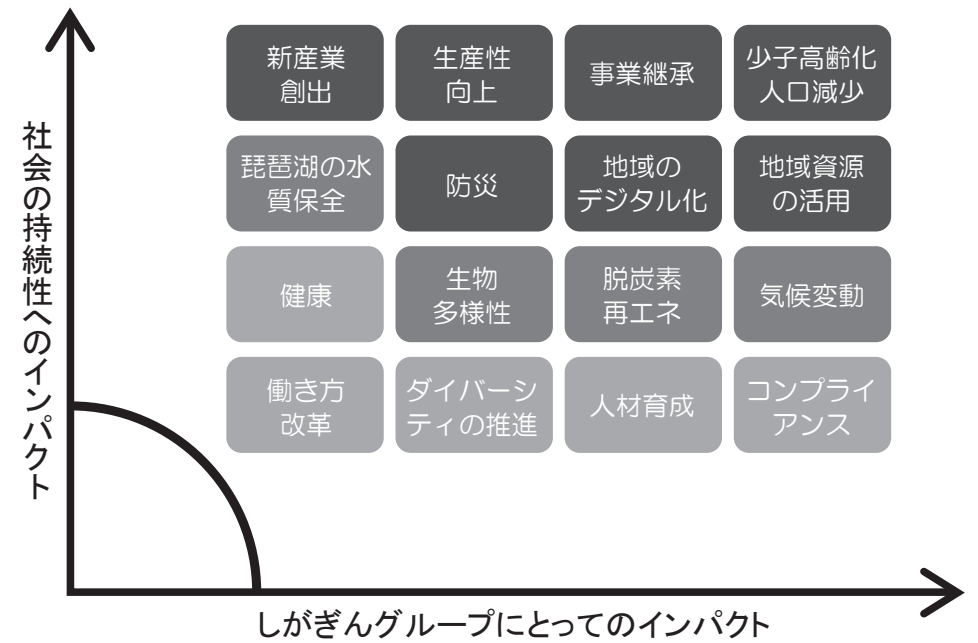 社会の持続性へのインパクト
新産業
創出
生産性
向上
事業継承
少子高齢化
人口減少
琵琶湖の水
質保全
防災
地域の
デジタル化
地域資源
の活用
健康
生物
多様性
脱炭素
再エネ
気候変動
働き方
改革
ダイバーシ
ティの推進
人材育成
コンプライ
アンス
しがぎんグループにとってのインパクト